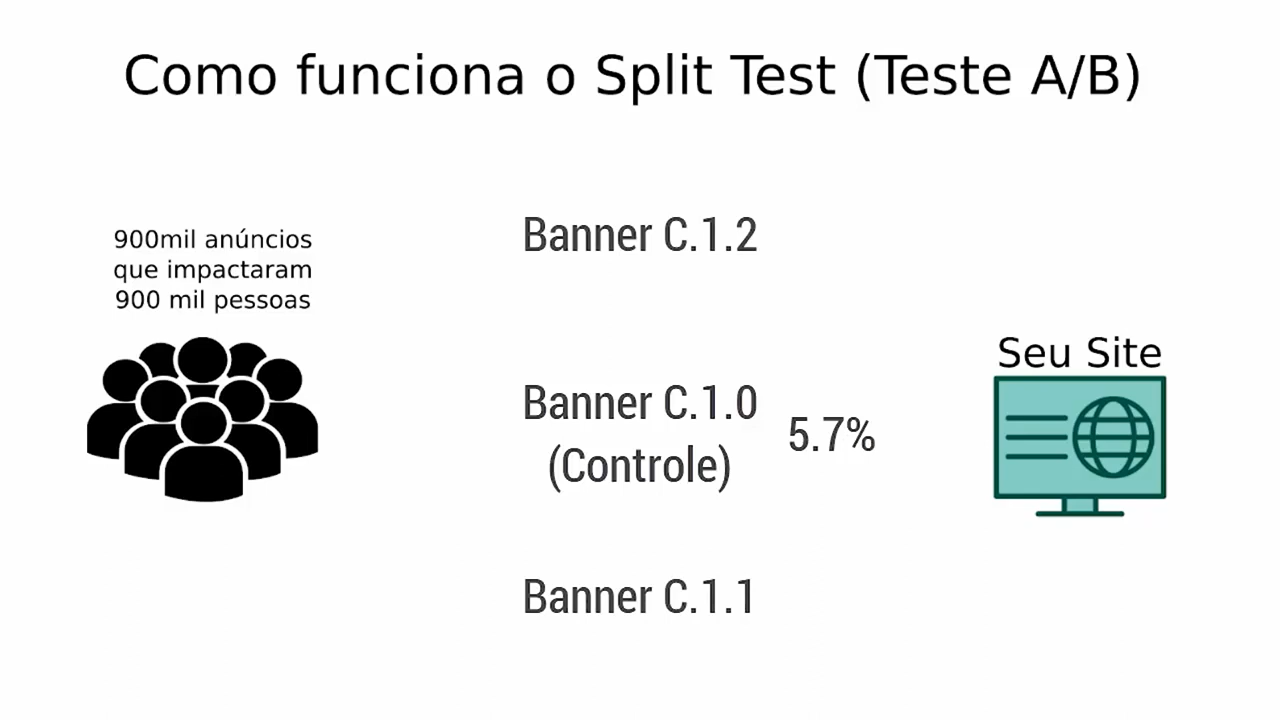 Como funciona o Split Test (Teste A/B)
900mil anúncios
que impactaram
900 mil pessoas
Banner C.1.2
Banner C.1.0
(Controle)
5.7%
Seu Site
Banner C.1.1